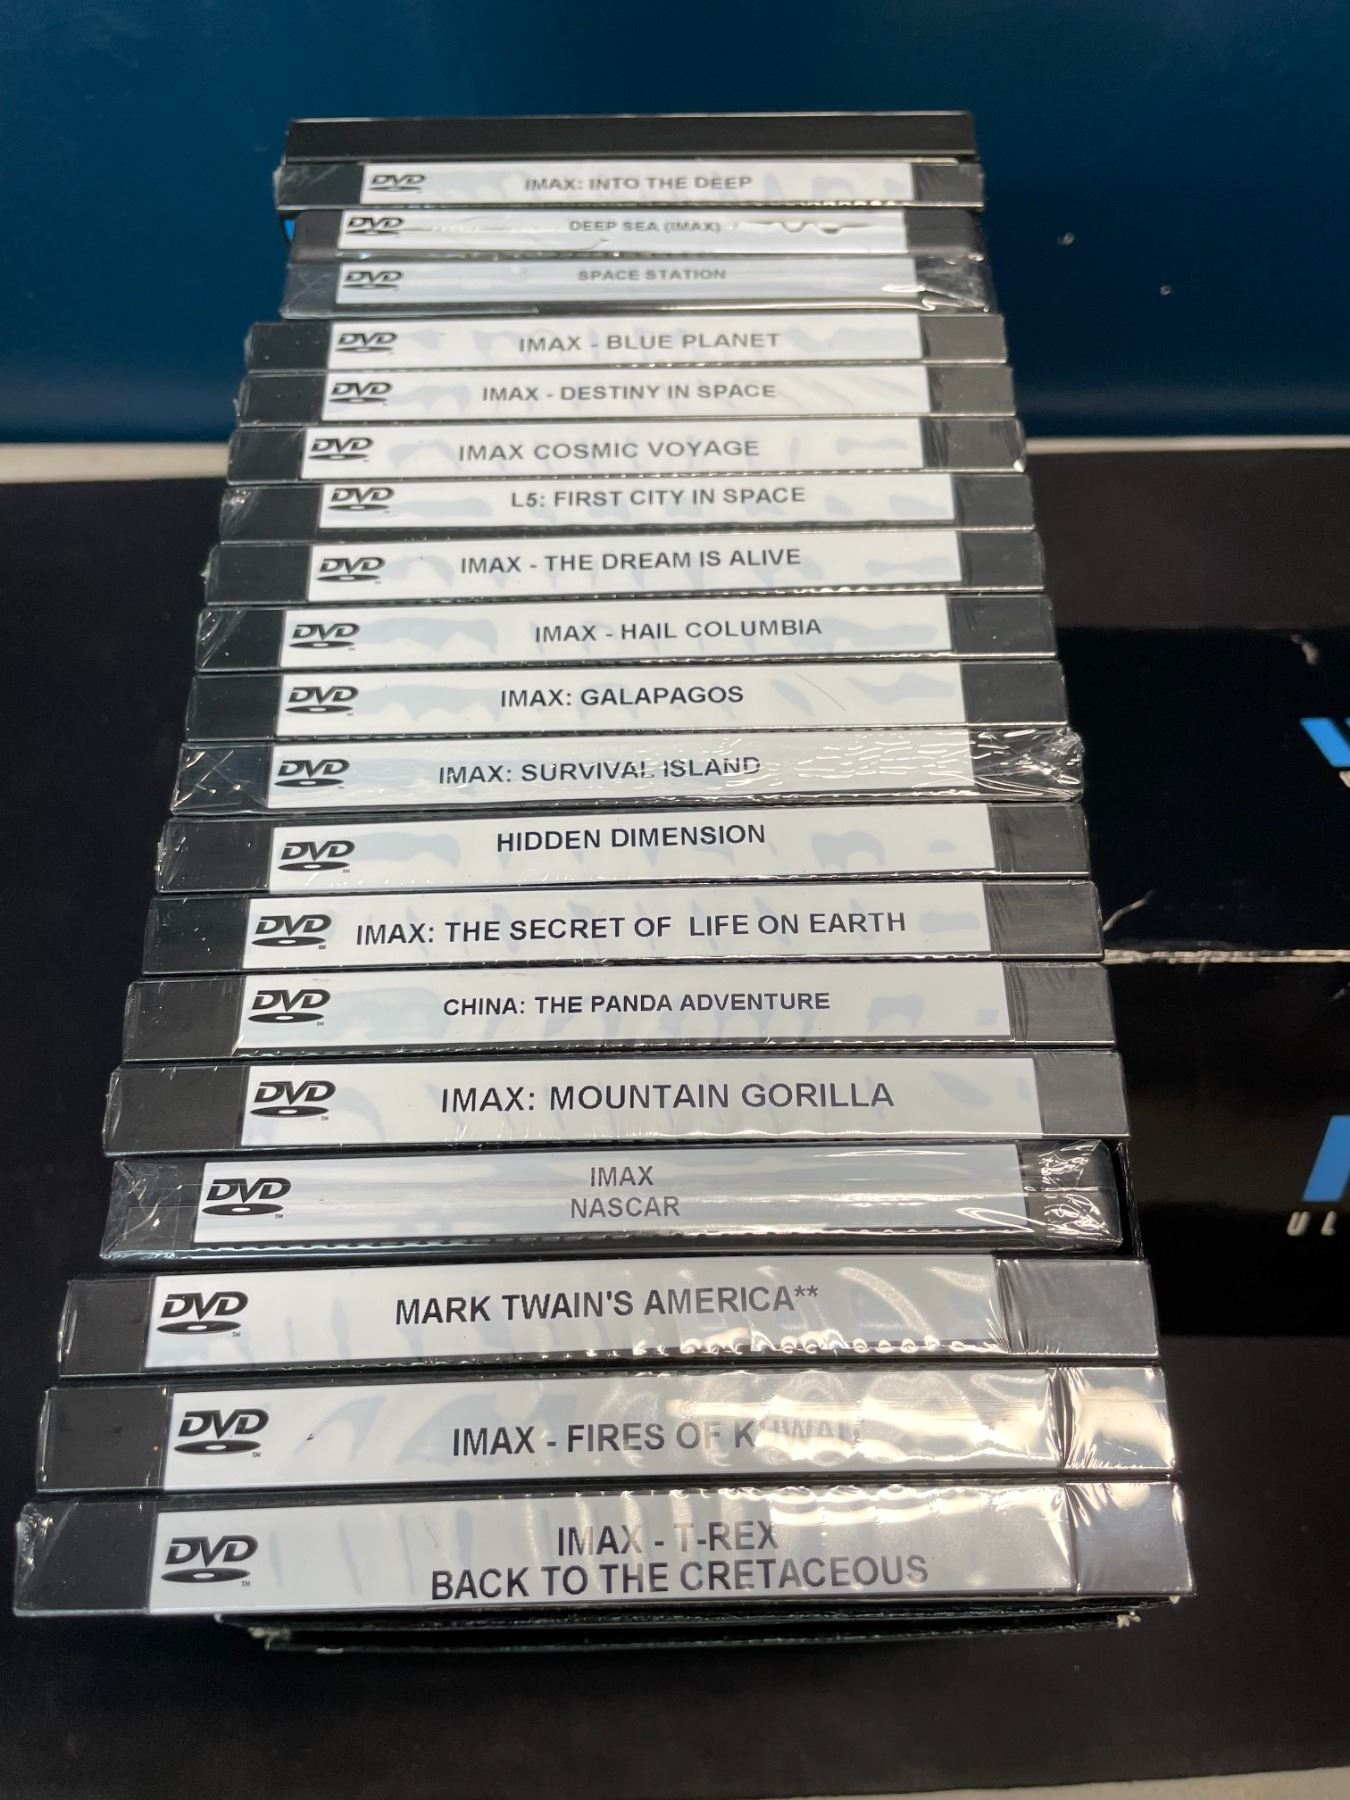 DVD IMAX: INTO THE DEEP
DVD DEEP SEA (IMAX)
DVD SPACE STATION
DVD IMAX - BLUE PLANET
DVD IMAX - DESTINY IN SPACE
DVD IMAX COSMIC VOYAGE
DVD L5: FIRST CITY IN SPACE
DVD IMAX - THE DREAM IS ALIVE
DVD IMAX - HAIL COLUMBIA
DVD IMAX: GALAPAGOS
DVD IMAX: SURVIVAL ISLAND
DVD HIDDEN DIMENSION
DVD IMAX: THE SECRET OF LIFE ON EARTH
DVD CHINA: THE PANDA ADVENTURE
DVD IMAX: MOUNTAIN GORILLA
DVD IMAX
NASCAR
DVD MARK TWAIN'S AMERICA**
DVD IMAX - FIRES OF KUWAIT
DVD IMAX - T-REX
BACK TO THE CRETACEOUS